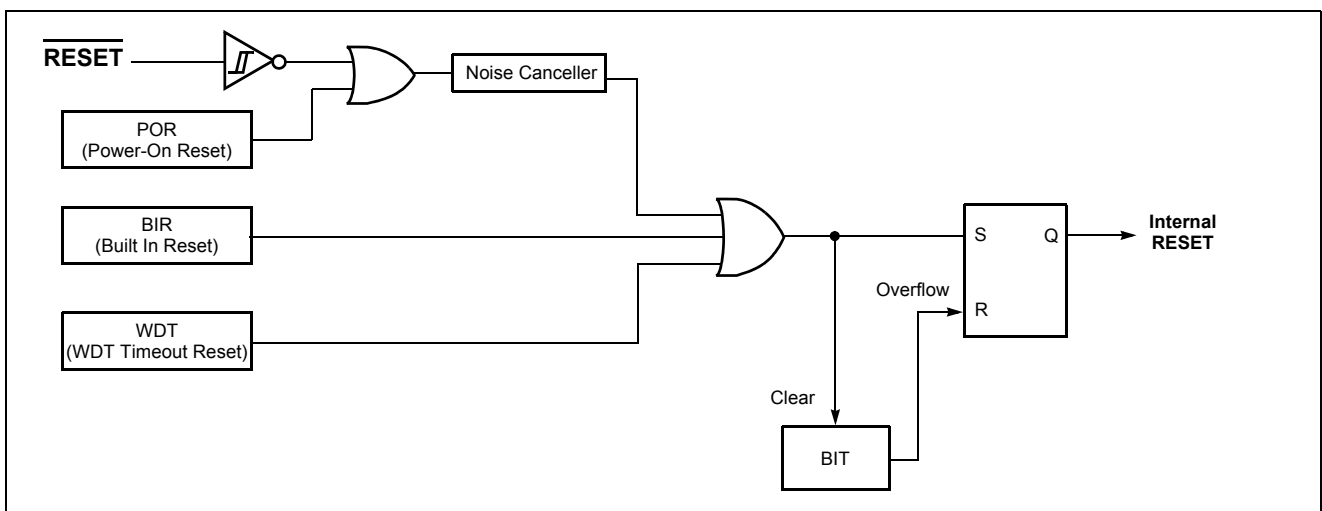 RESET
Noise Canceller
POR
(Power-On Reset)
BIR
(Built In Reset)
WDT
(WDT Timeout Reset)
S
Q
Internal
RESET
Overflow
R
Clear
BIT